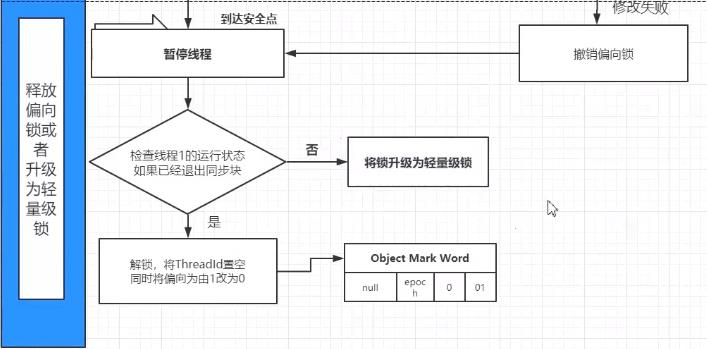 释放
偏向
锁或
者
升级
为轻
量级
锁
到达安全点
修改失败
暂停线程
撤销偏向锁
检查线程1的运行状态
如果已经退出同步块
否
将锁升级为轻量级锁
是
解锁，将ThreadId置空
同时将偏向为由1改为0
Object Mark Word
null
epoc
h
0
01